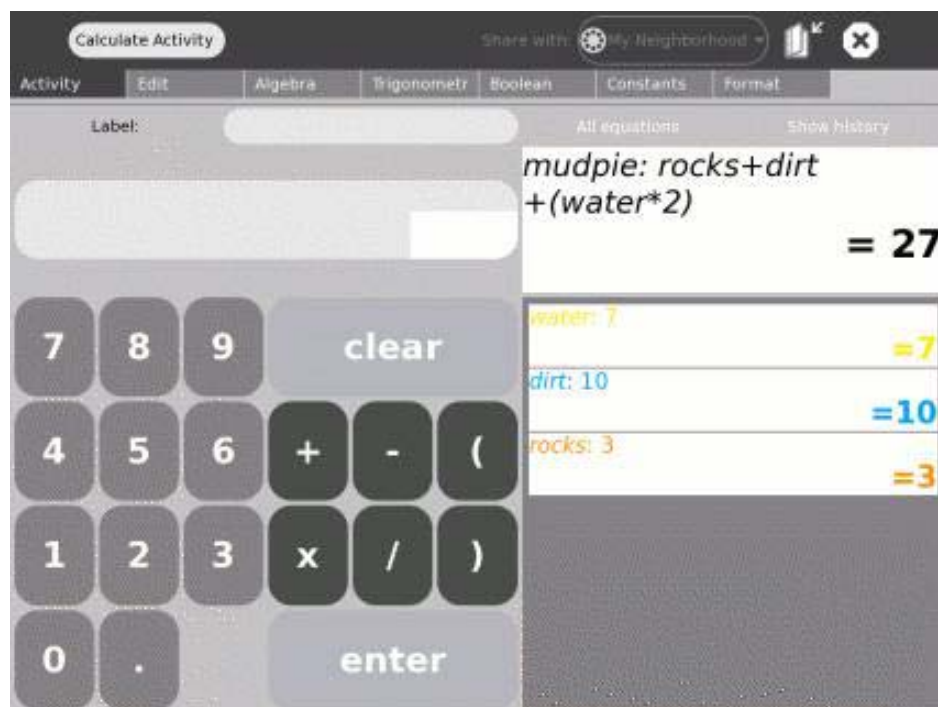 Calculate Activity
Share with: My Neighborhood
Activity Edit Algebra Trigonometr Boolean Constants Format
Label:
All equations Show history
mudpie: rocks+dirt
+(water*2)
= 27
water: 7
=7
dirt: 10
=10
rocks: 3
=3
7 8 9 clear
4 5 6 + - (
1 2 3 x / )
0 . enter